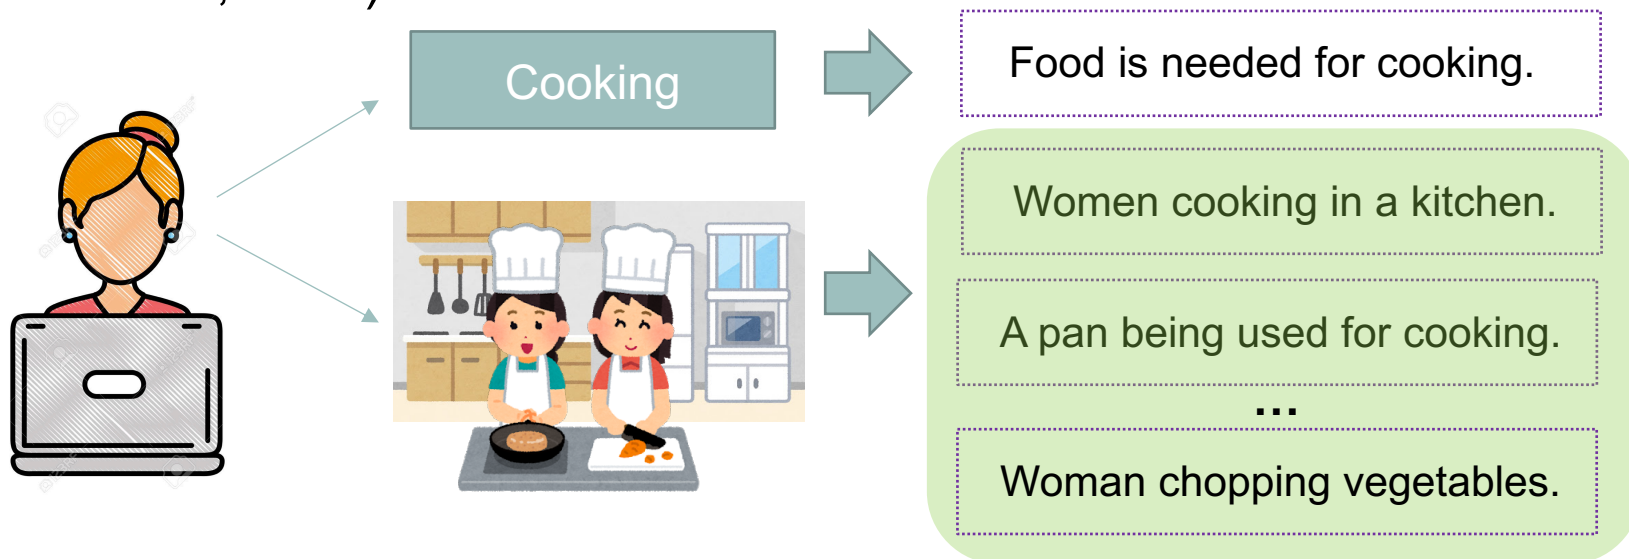 Cooking
Food is needed for cooking.
Women cooking in a kitchen.
A pan being used for cooking.
...
Woman chopping vegetables.